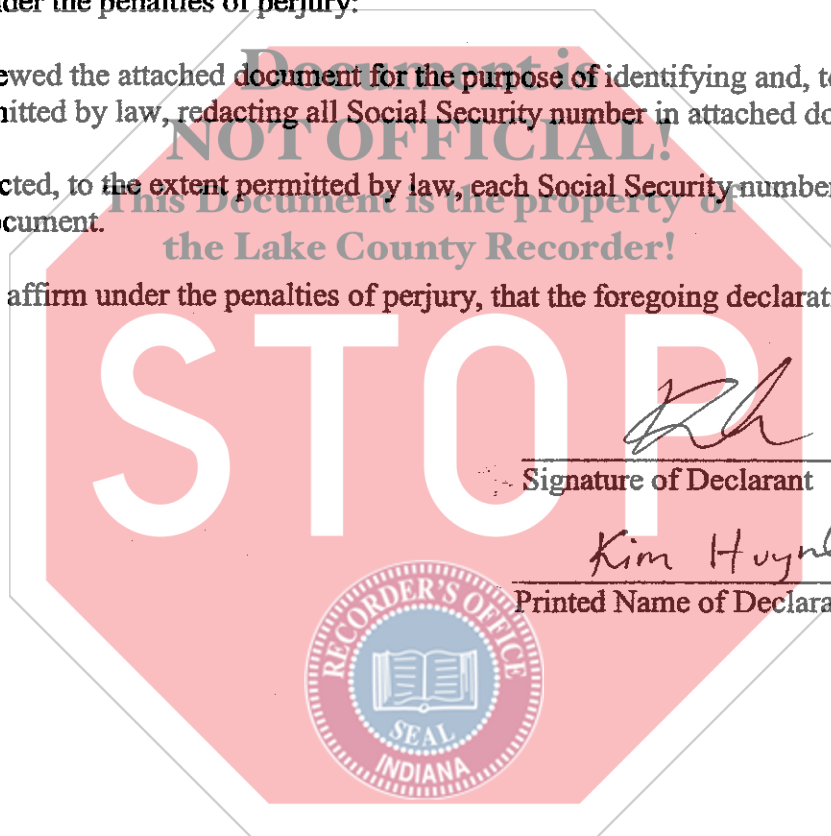 nder the penalties of perjury:
Document is
ewed the attached document for the purpose of identifying and, to
nitted by law, redacting all Social Security number in attached do
NOT OFFICIAL!
cted, to the extent permitted by law, each Social Security number
This Document is the property of
ocument.
the Lake County Recorder!
affirm under the penalties of perjury, that the foregoing declarati
STOP
Signature of Declarant
Kim Huynh
Printed Name of Declara
RECORDER'S OFFICE
SEAL
INDIANA